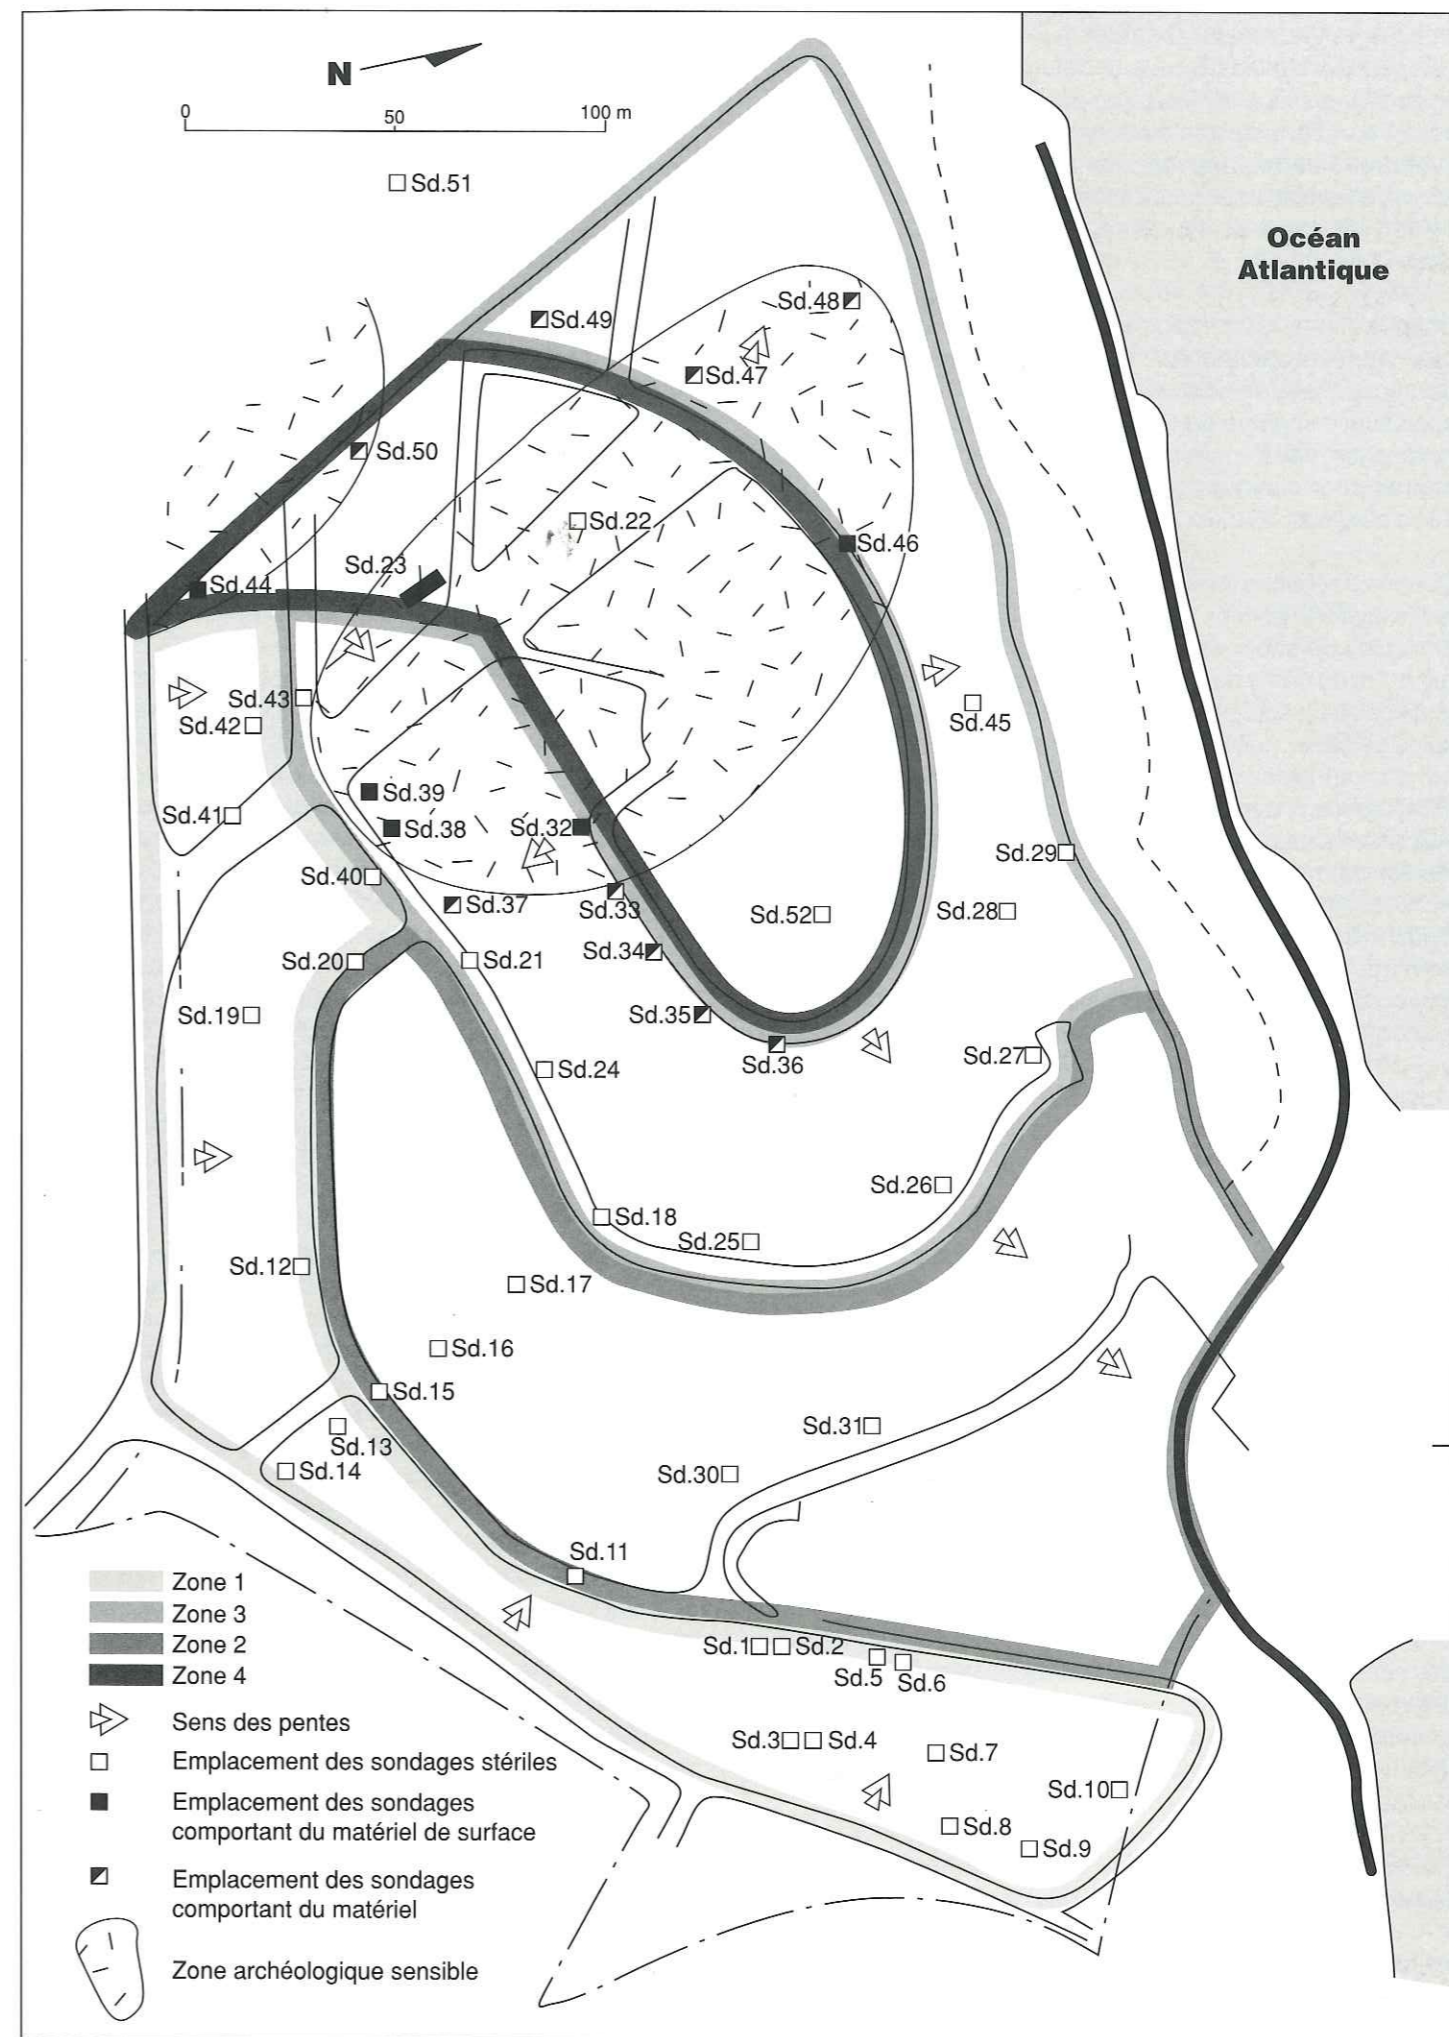 N
0 50 100 m
Sd.51
Océan
Atlantique
Sd.48
Sd.49
Sd.47
Sd.50
Sd.22
Sd.46
Sd.23
Sd.44
Sd.43
Sd.42
Sd.45
Sd.39
Sd.41
Sd.38
Sd.32
Sd.29
Sd.40
Sd.37
Sd.33
Sd.52
Sd.28
Sd.34
Sd.20
Sd.21
Sd.19
Sd.35
Sd.36
Sd.27
Sd.24
Sd.26
Sd.18
Sd.25
Sd.12
Sd.17
Sd.16
Sd.15
Sd.31
Sd.13
Sd.14
Sd.30
Sd.11
Sd.1
Sd.2
Sd.5
Sd.6
Sd.3
Sd.4
Sd.7
Sd.10
Sd.8
Sd.9
Zone 1
Zone 3
Zone 2
Zone 4
Sens des pentes
Emplacement des sondages stériles
Emplacement des sondages
comportant du matériel de surface
Emplacement des sondages
comportant du matériel
Zone archéologique sensible